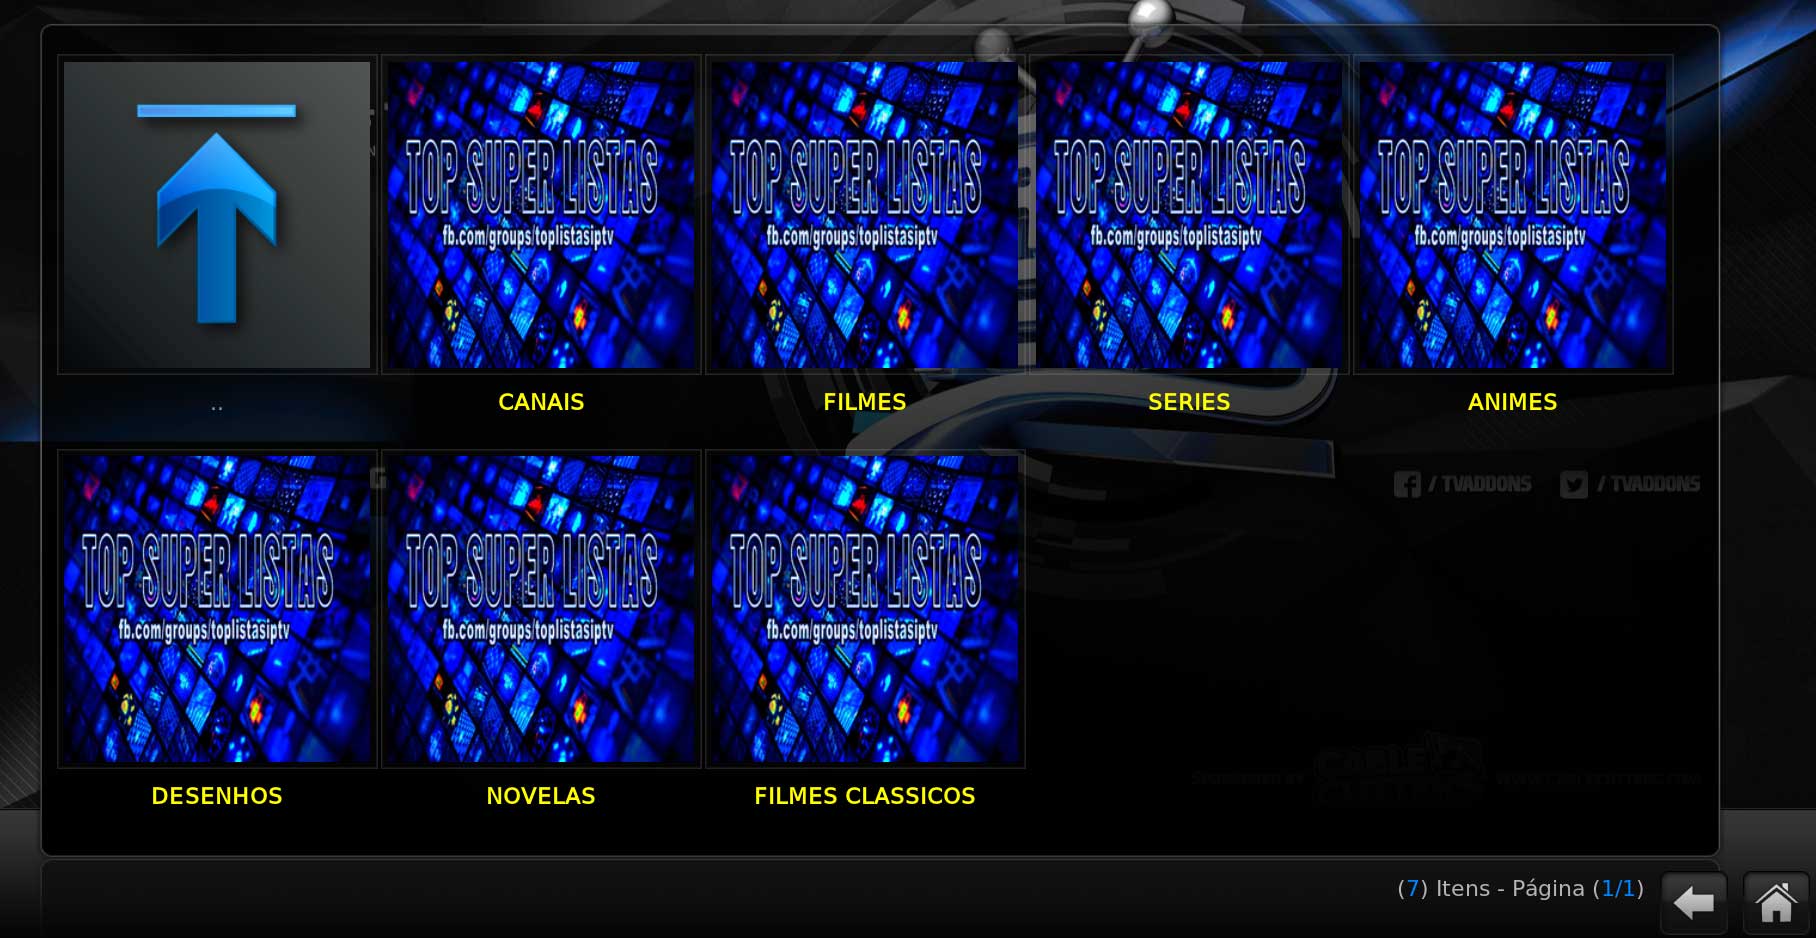 TOP SUPER LISTAS
fb.com/groups/toplistasiptv
TOP SUPER LISTAS
fb.com/groups/toplistasiptv
TOP SUPER LISTAS
fb.com/groups/toplistasiptv
TOP SUPER LISTAS
fb.com/groups/toplistasiptv
..
CANAIS
FILMES
SERIES
ANIMES
TOP SUPER LISTAS
fb.com/groups/toplistasiptv
TOP SUPER LISTAS
fb.com/groups/toplistasiptv
TOP SUPER LISTAS
fb.com/groups/toplistasiptv
/ TVADDONS
/ TVADDONS
DESENHOS
NOVELAS
FILMES CLASSICOS
(7) Itens - Página (1/1)